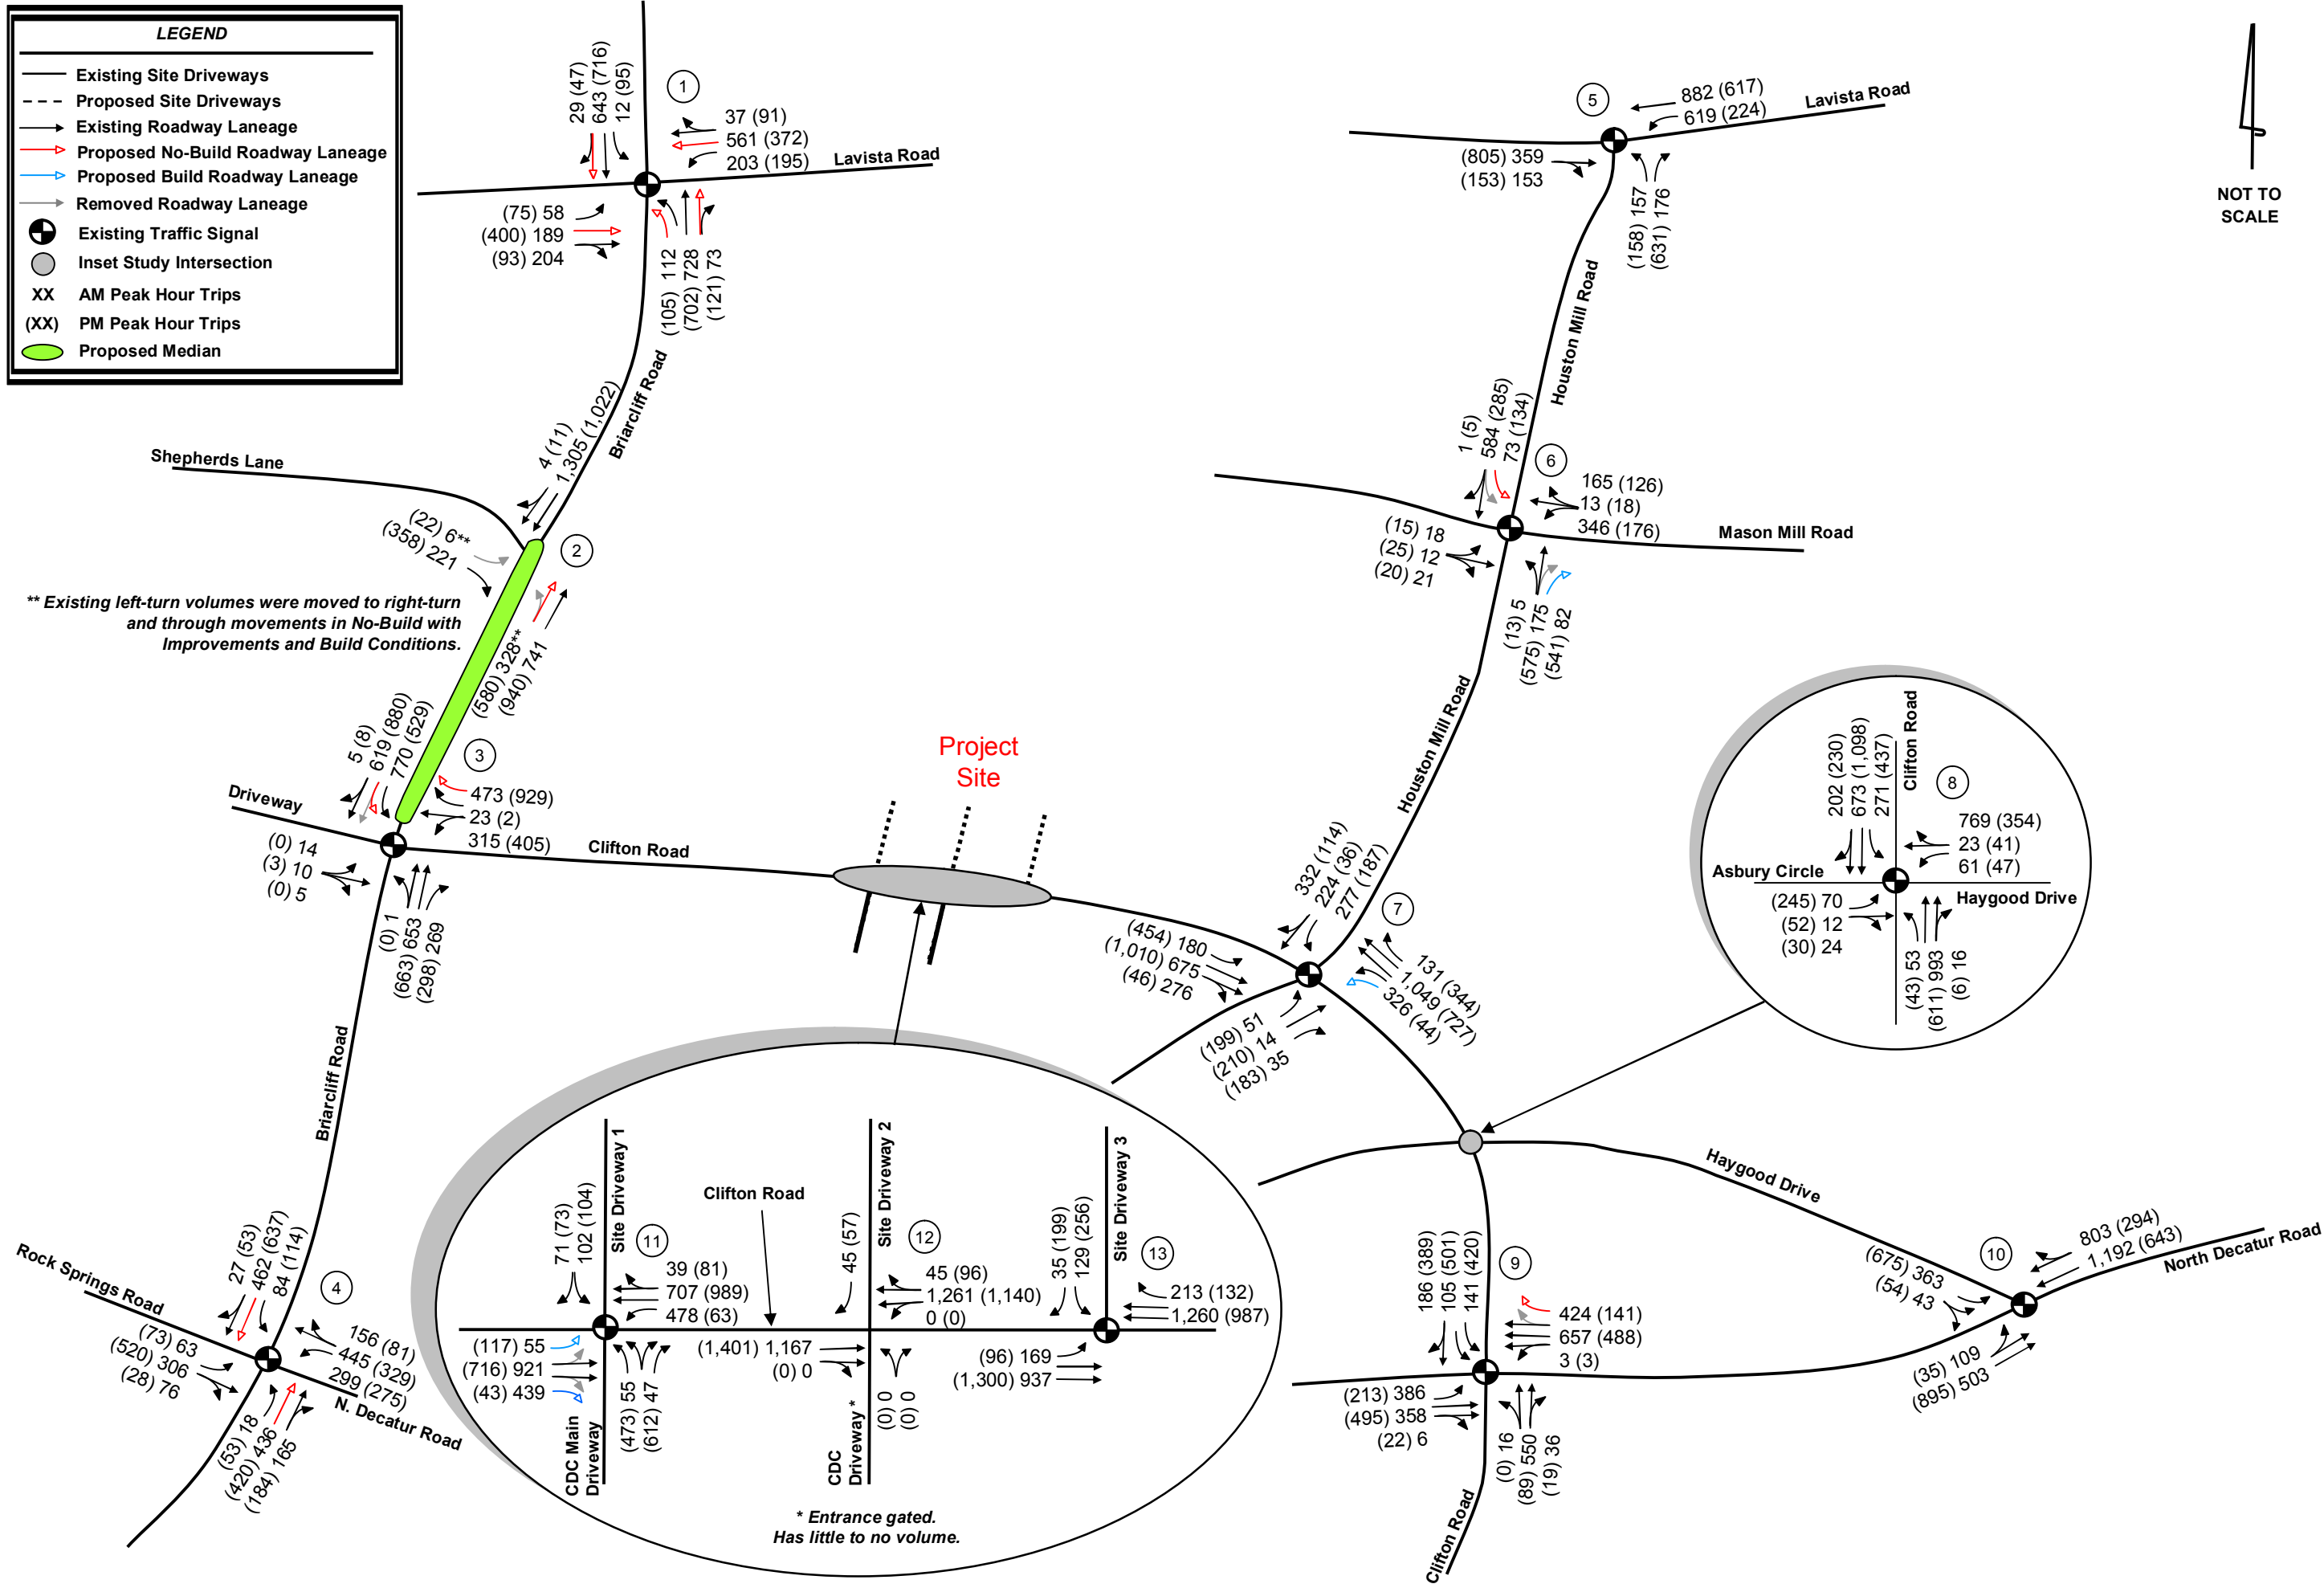 LEGEND
Existing Site Driveways
Proposed Site Driveways
Existing Roadway Laneage
Proposed No-Build Roadway Laneage
Proposed Build Roadway Laneage
Removed Roadway Laneage
Existing Traffic Signal
Inset Study Intersection
XX AM Peak Hour Trips
(XX) PM Peak Hour Trips
Proposed Median
NOT TO
SCALE
1
29 (47)
643 (716)
12 (95)
37 (91)
561 (372)
203 (195)
Lavista Road
(75) 58
(400) 189
(93) 204
(105) 112
(702) 728
(121) 73
Briarcliff Road
4 (11)
1,305 (1,022)
Shepherds Lane
(22) 6**
(358) 221
2
** Existing left-turn volumes were moved to right-turn
and through movements in No-Build with
Improvements and Build Conditions.
(580) 328**
(940) 741
5 (8)
619 (880)
770 (529)
3
473 (929)
23 (2)
315 (405)
Driveway
(0) 14
(3) 10
(0) 5
(0) 1
(663) 653
(298) 269
Clifton Road
Project
Site
Briarcliff Road
Rock Springs Road
27 (53)
462 (637)
84 (114)
4
156 (81)
445 (329)
299 (275)
(73) 63
(520) 306
(28) 76
(53) 18
(420) 436
(184) 165
N. Decatur Road
5
882 (617)
619 (224)
Lavista Road
(805) 359
(153) 153
(158) 157
(631) 176
Houston Mill Road
1 (5)
584 (285)
73 (134)
6
165 (126)
13 (18)
346 (176)
Mason Mill Road
(15) 18
(25) 12
(20) 21
(13) 5
(575) 175
(541) 82
Houston Mill Road
332 (114)
224 (36)
277 (187)
7
(454) 180
(1,010) 675
(46) 276
131 (344)
1,049 (727)
326 (44)
(199) 51
(210) 14
(183) 35
Clifton Road
202 (230)
673 (1,098)
271 (437)
8
769 (354)
23 (41)
61 (47)
Asbury Circle
Haygood Drive
(245) 70
(52) 12
(30) 24
(43) 53
(611) 993
(6) 16
Haygood Drive
186 (389)
105 (501)
141 (420)
9
424 (141)
657 (488)
3 (3)
(213) 386
(495) 358
(22) 6
(0) 16
(89) 550
(19) 36
Clifton Road
10
803 (294)
1,192 (643)
North Decatur Road
(675) 363
(54) 43
(35) 109
(895) 503
Clifton Road
71 (73)
102 (104)
Site Driveway 1
11
39 (81)
707 (989)
478 (63)
(117) 55
(716) 921
(43) 439
(473) 55
(612) 47
CDC Main
Driveway
45 (57)
Site Driveway 2
12
45 (96)
1,261 (1,140)
0 (0)
(1,401) 1,167
(0) 0
(0) 0
(0) 0
CDC
Driveway *
35 (199)
129 (256)
Site Driveway 3
13
213 (132)
1,260 (987)
(96) 169
(1,300) 937
* Entrance gated.
Has little to no volume.